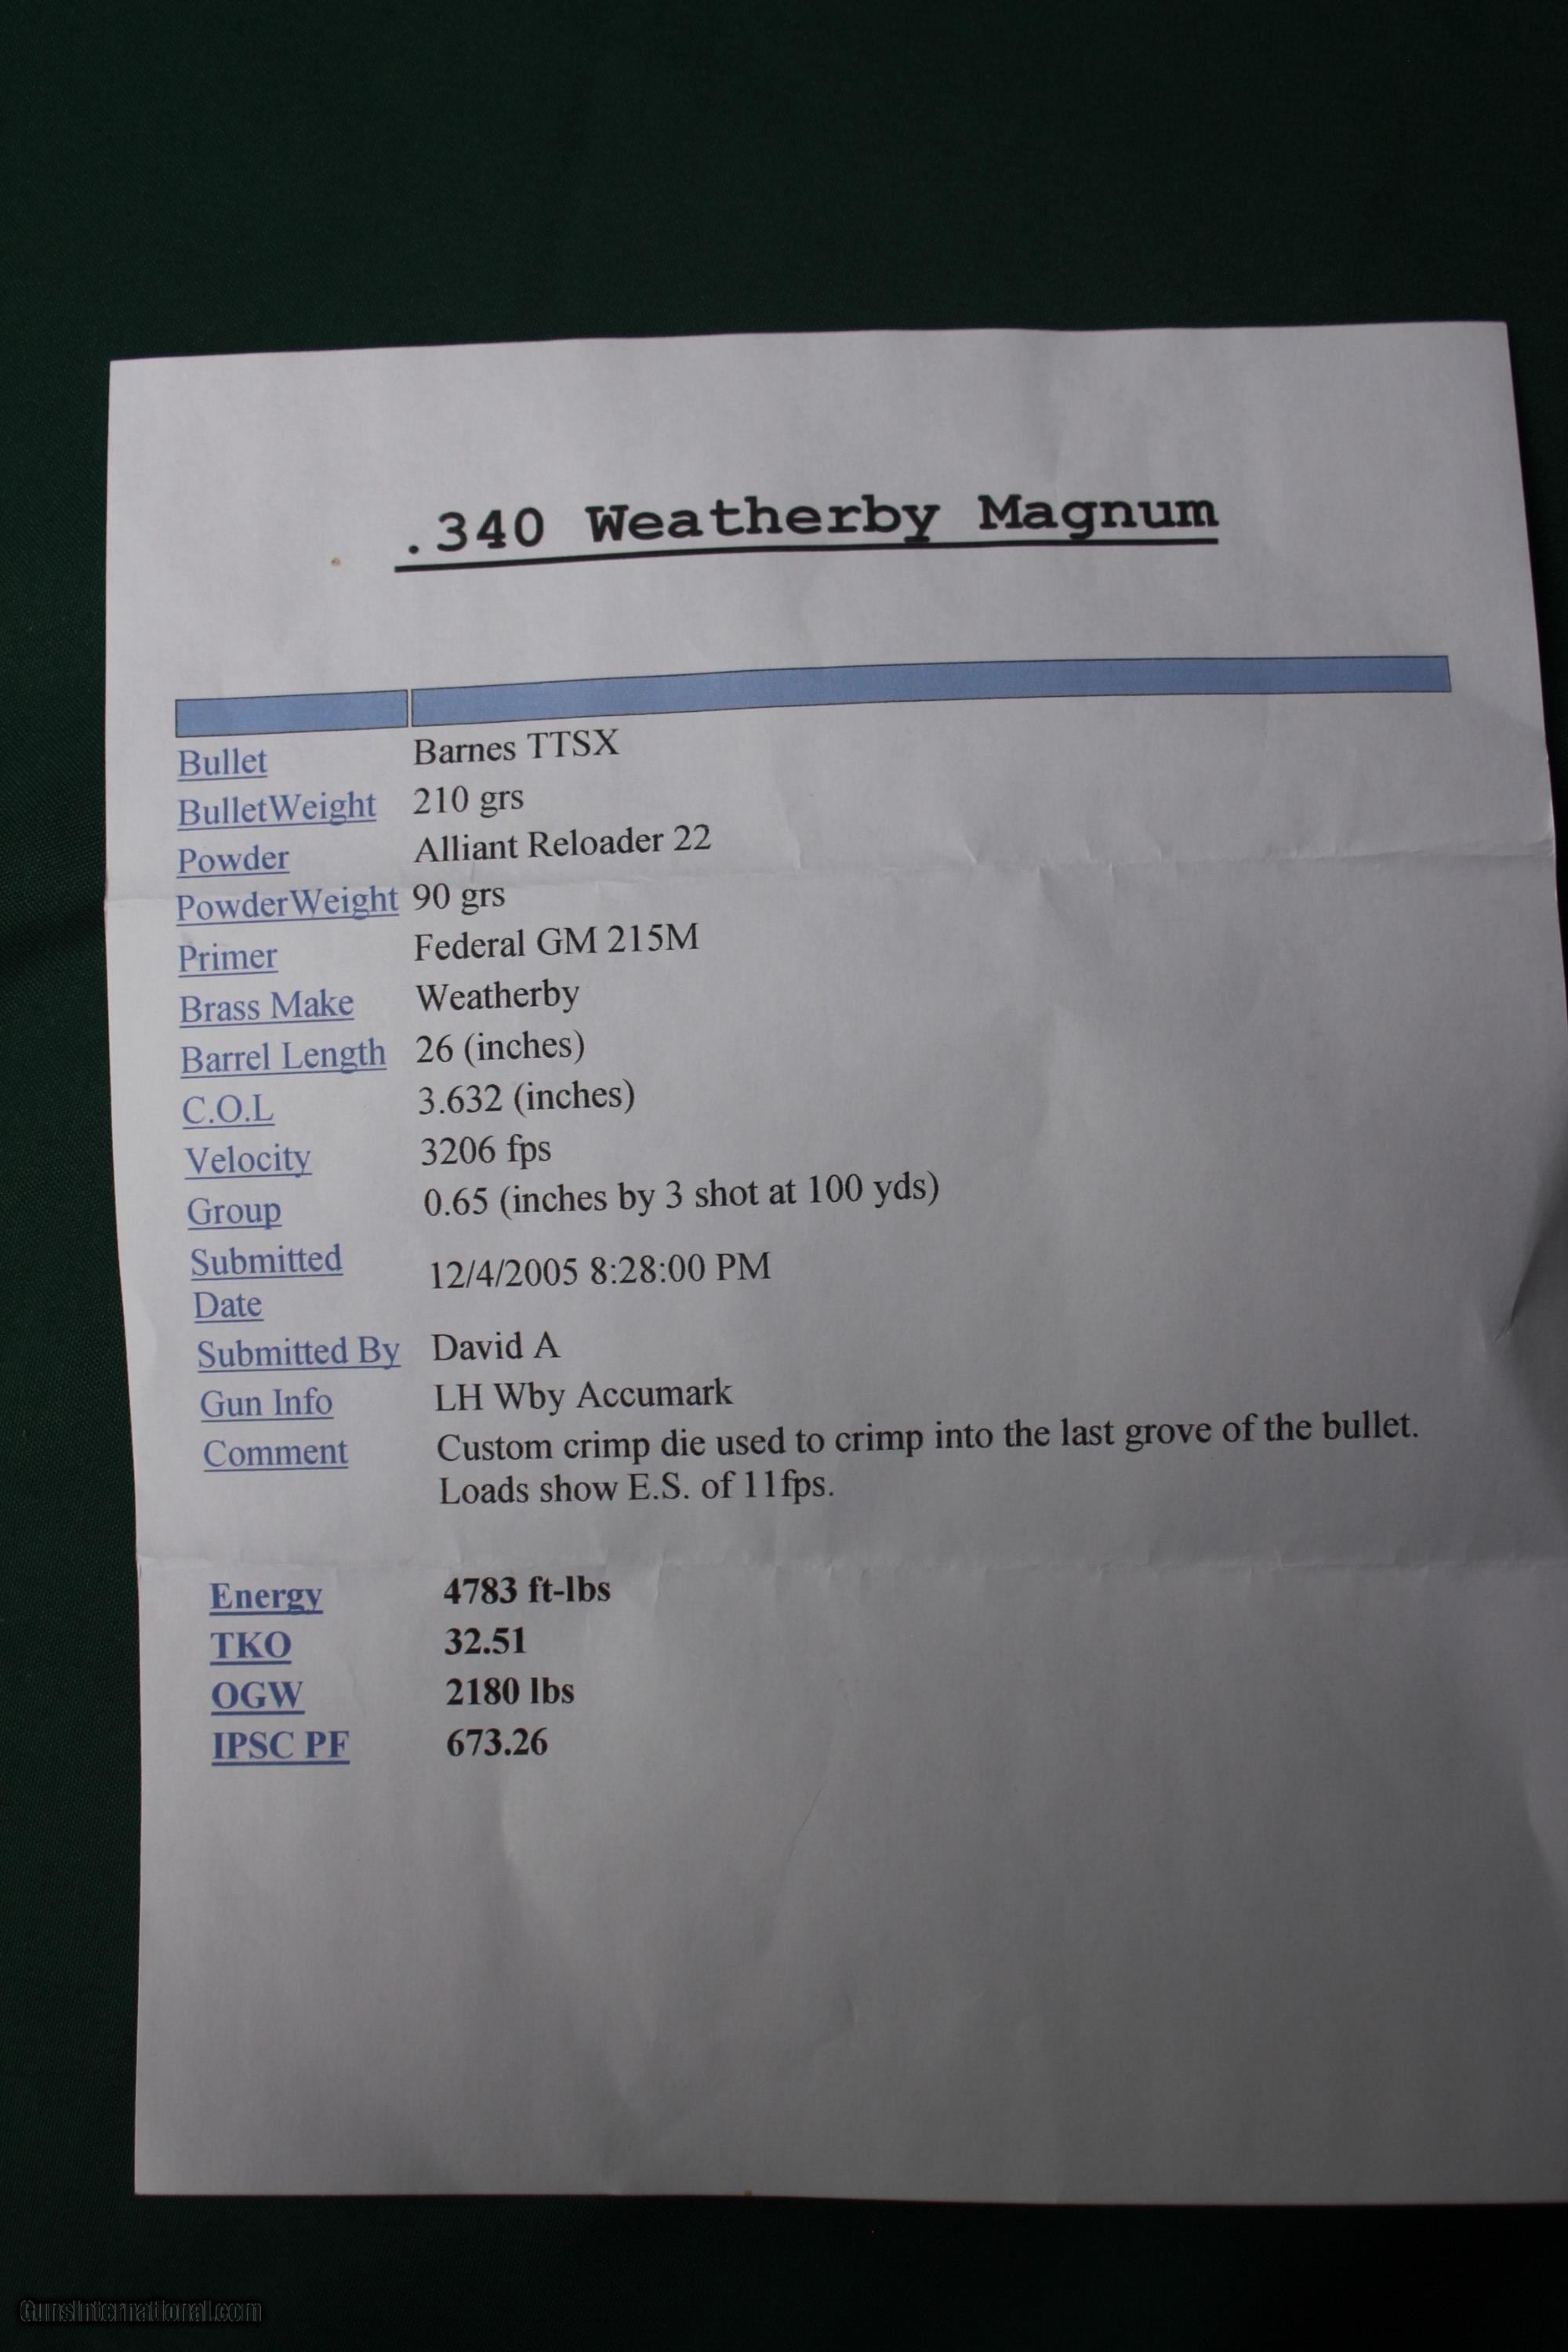 .340 Weatherby Magnum
Bullet Barnes TTSX
BulletWeight 210 grs
Powder Alliant Reloader 22
PowderWeight 90 grs
Primer Federal GM 215M
Brass Make Weatherby
Barrel Length 26 (inches)
C.O.L 3.632 (inches)
Velocity 3206 fps
Group 0.65 (inches by 3 shot at 100 yds)
Submitted
Date 12/4/2005 8:28:00 PM
Submitted By David A
Gun Info LH Wby Accumark
Comment Custom crimp die used to crimp into the last grove of the bullet.
Loads show E.S. of 11fps.
Energy 4783 ft-lbs
TKO 32.51
OGW 2180 lbs
IPSC PF 673.26
GunsInternational.com